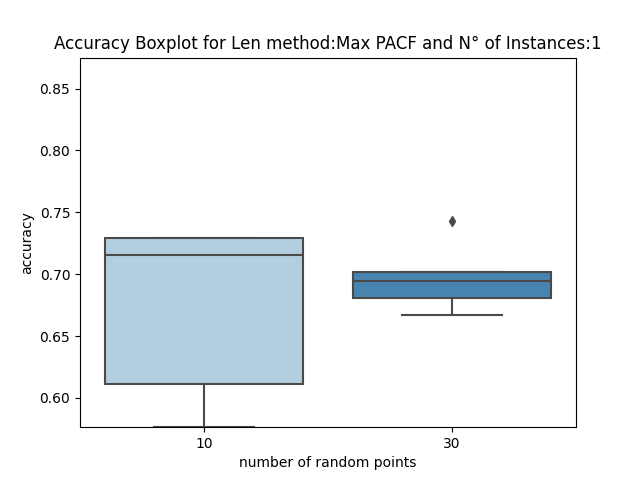 Accuracy Boxplot for Len method:Max PACF and N° of Instances:1
0.85
0.80
0.75
0.70
0.65
0.60
accuracy
10 30
number of random points